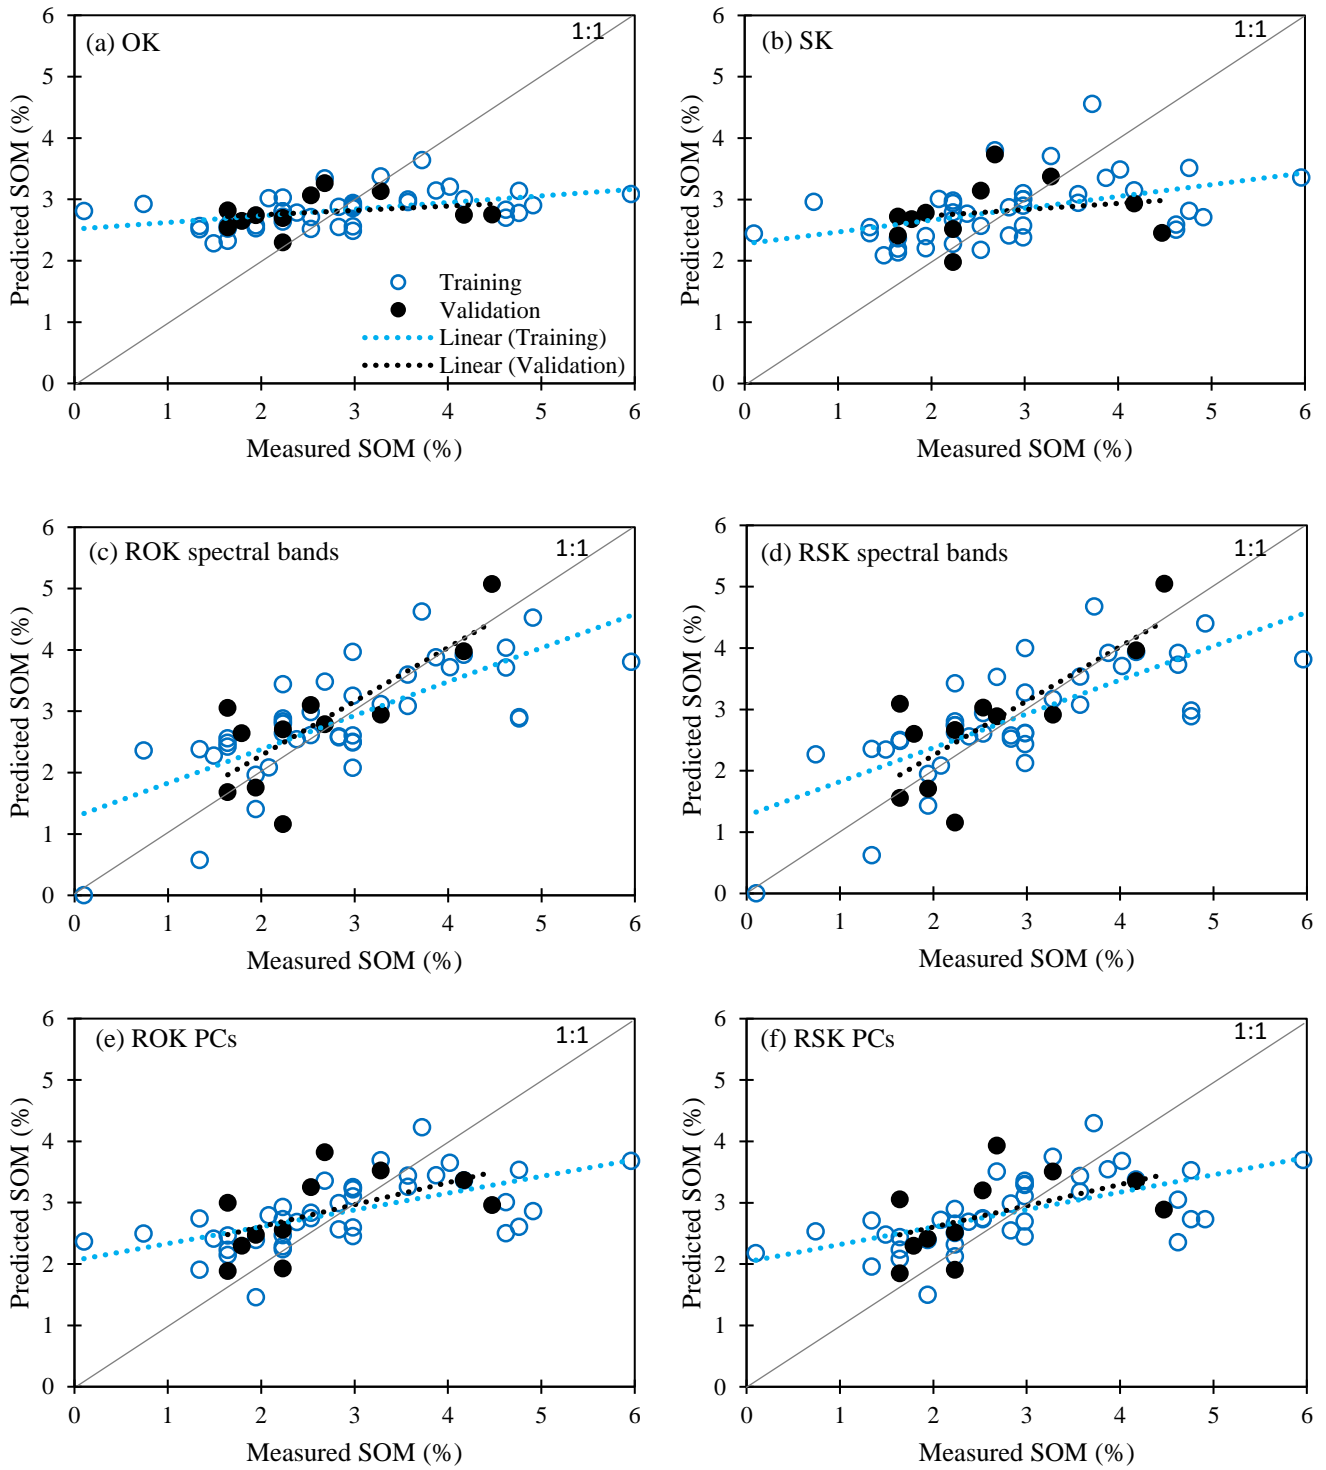 (a) OK
1:1
Predicted SOM (%)
6
5
4
3
2
1
0
Training
Validation
Linear (Training)
Linear (Validation)
0 1 2 3 4 5 6
Measured SOM (%)
(b) SK
1:1
Predicted SOM (%)
6
5
4
3
2
1
0
0 1 2 3 4 5 6
Measured SOM (%)
(c) ROK spectral bands
1:1
Predicted SOM (%)
6
5
4
3
2
1
0
0 1 2 3 4 5 6
Measured SOM (%)
(d) RSK spectral bands
1:1
Predicted SOM (%)
6
5
4
3
2
1
0
0 1 2 3 4 5 6
Measured SOM (%)
(e) ROK PCs
1:1
Predicted SOM (%)
6
5
4
3
2
1
0
0 1 2 3 4 5 6
Measured SOM (%)
(f) RSK PCs
1:1
Predicted SOM (%)
6
5
4
3
2
1
0
0 1 2 3 4 5 6
Measured SOM (%)